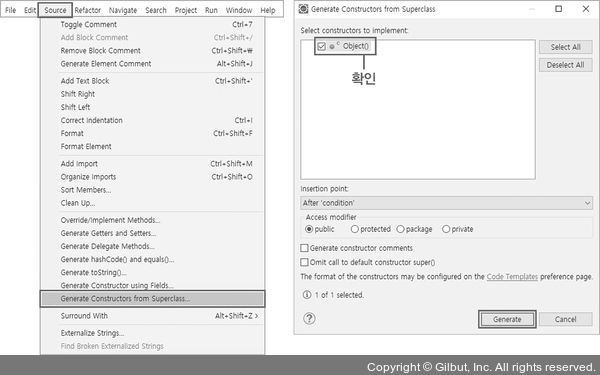 File Edit Source Refactor Navigate Search Project Run Window Help
Toggle Comment Ctrl+7
Add Block Comment Ctrl+Shift+/
Remove Block Comment Ctrl+Shift+₩
Generate Element Comment Alt+Shift+J
Add Text Block Ctrl+Shift+'
Shift Right
Shift Left
Correct Indentation Ctrl+I
Format Ctrl+Shift+F
Format Element
Add Import Ctrl+Shift+M
Organize Imports Ctrl+Shift+O
Sort Members...
Clean Up...
Override/Implement Methods...
Generate Getters and Setters...
Generate Delegate Methods...
Generate hashCode() and equals()...
Generate toString()...
Generate Constructor using Fields...
Generate Constructors from Superclass...
Surround With Alt+Shift+Z >
Externalize Strings...
Find Broken Externalized Strings
Generate Constructors from Superclass
Select constructors to implement:
C Object()
Select All
Deselect All
확인
Insertion point:
After 'condition'
Access modifier
public protected package private
Generate constructor comments
Omit call to default constructor super()
The format of the constructors may be configured on the Code Templates preference page.
1 of 1 selected.
Generate Cancel
Copyright © Gilbut, Inc. All rights reserved.